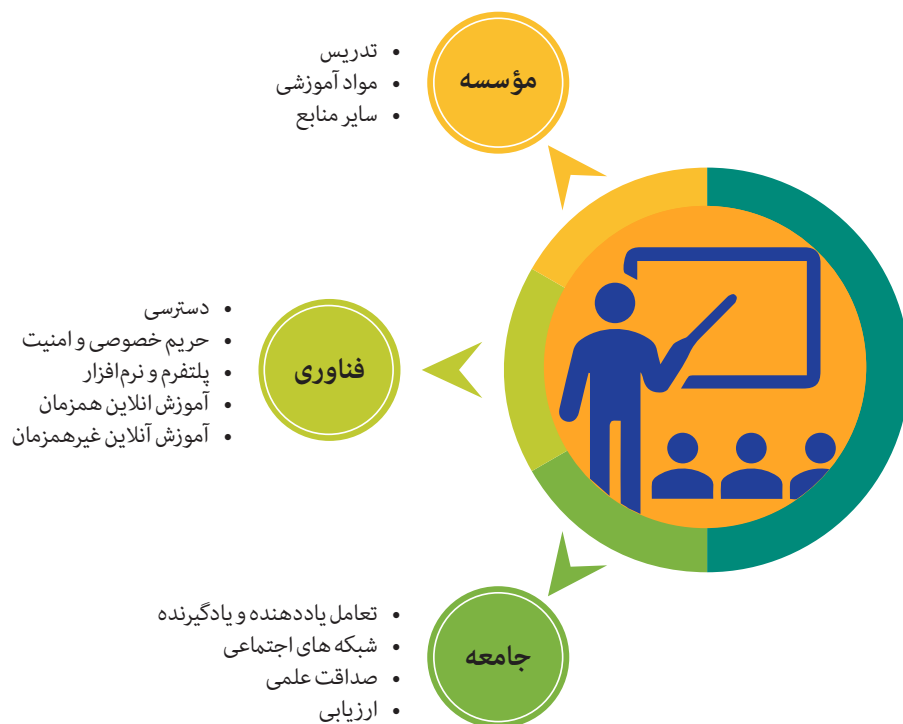 مؤسسه
• تدریس
• مواد آموزشی
• سایر منابع
فناوری
• دسترسی
• حریم خصوصی و امنیت
• پلتفرم و نرم‌افزار
• آموزش انلاین همزمان
• آموزش آنلاین غیرهمزمان
جامعه
• تعامل یاددهنده و یادگیرنده
• شبکه های اجتماعی
• صداقت علمی
• ارزیابی